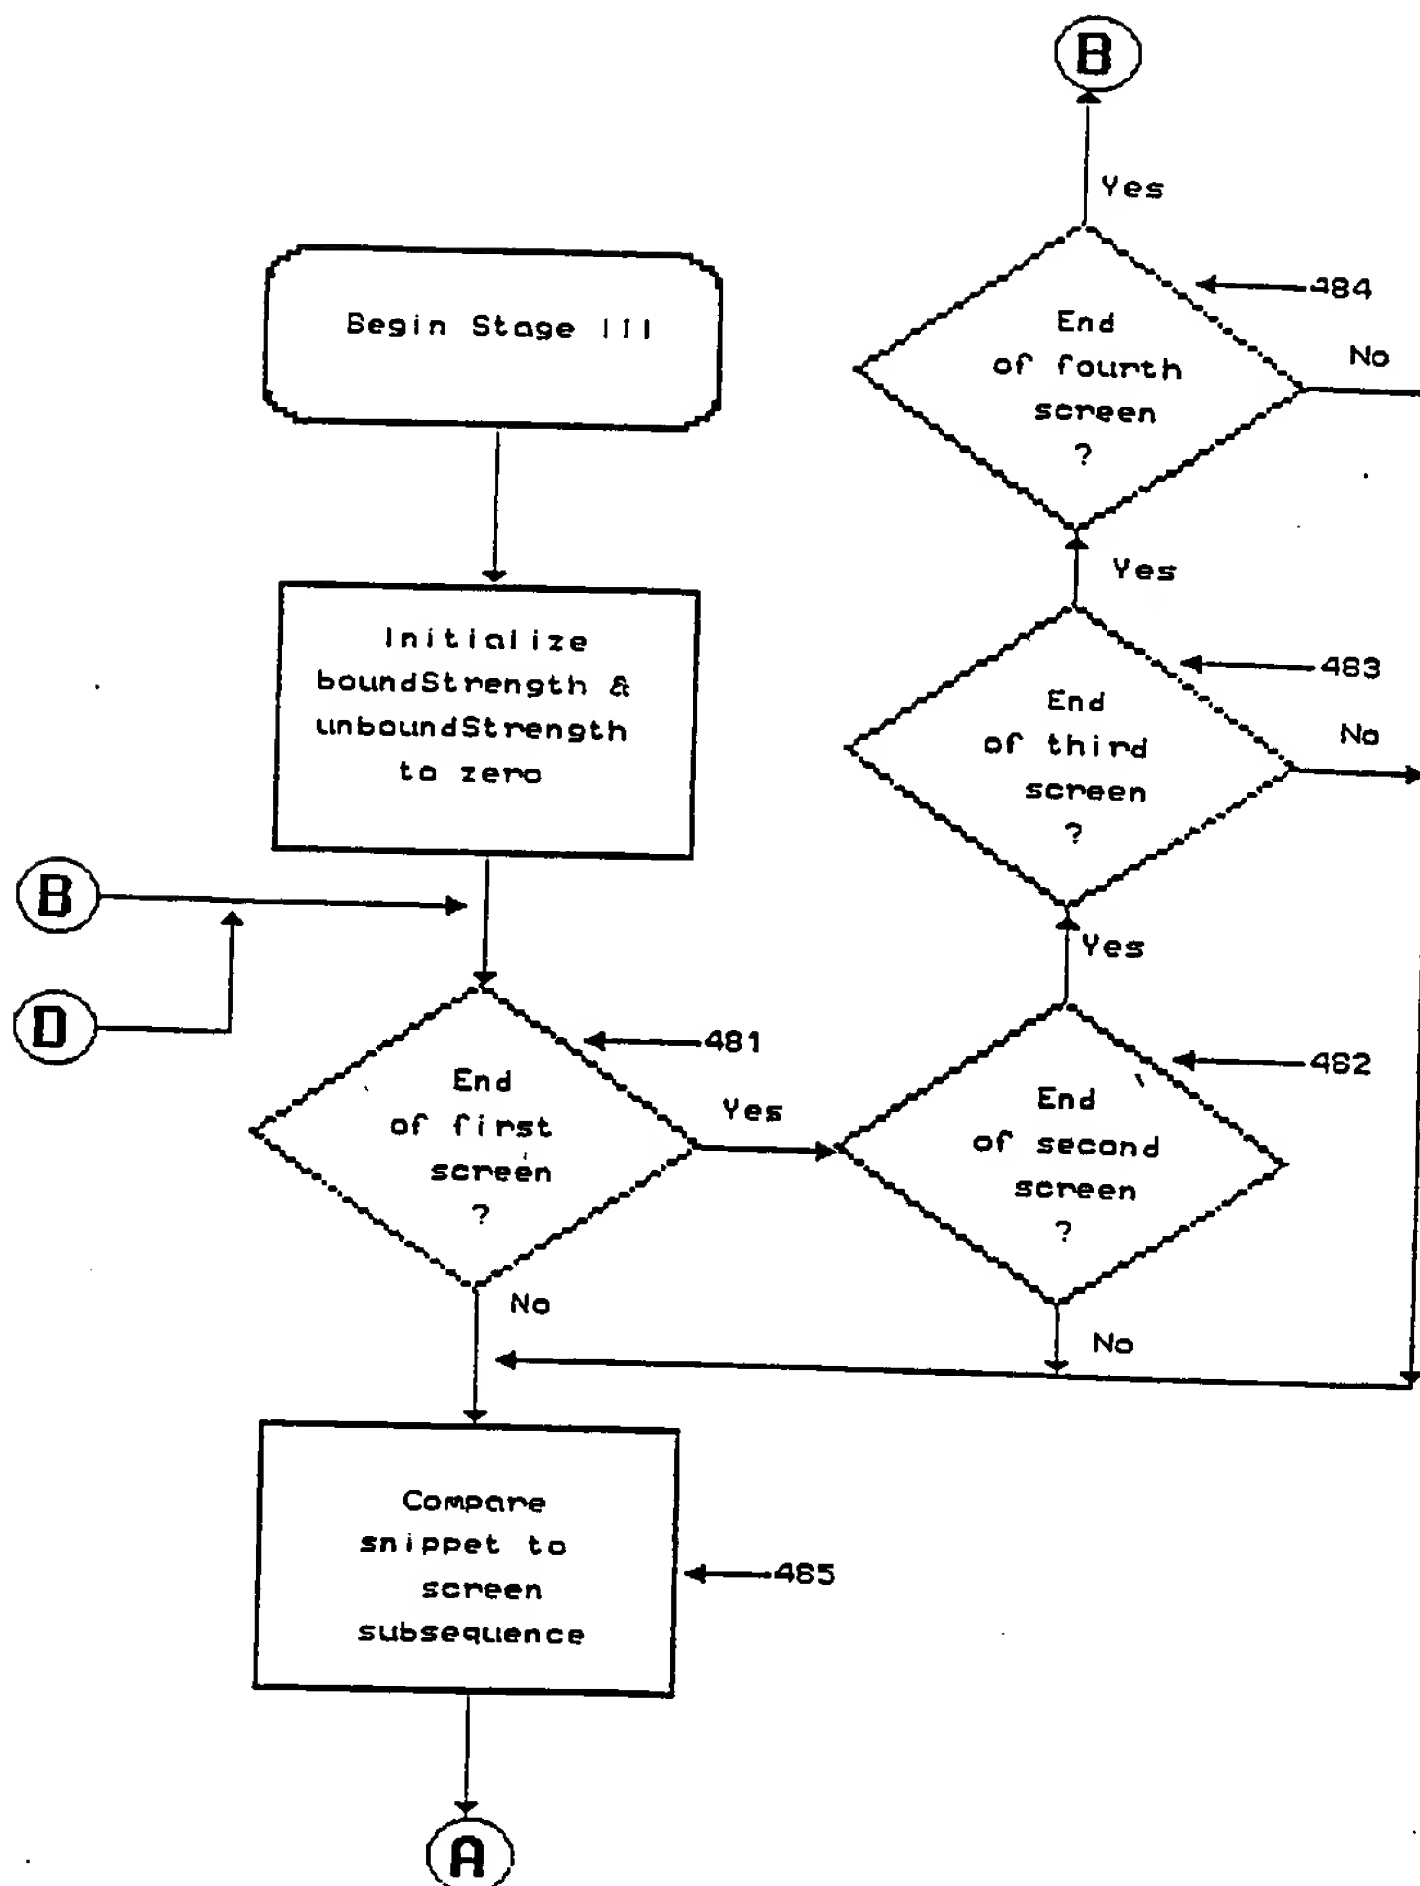 B
Yes
484
End
of fourth
screen
?
No
Begin Stage III
Yes
483
End
of third
screen
?
No
Initialize
boundStrength &
unboundStrength
to zero
B
D
Yes
481
End
of first
screen
?
Yes
482
End
of second
screen
?
No
No
Compare
snippet to
screen
subsequence
485
A